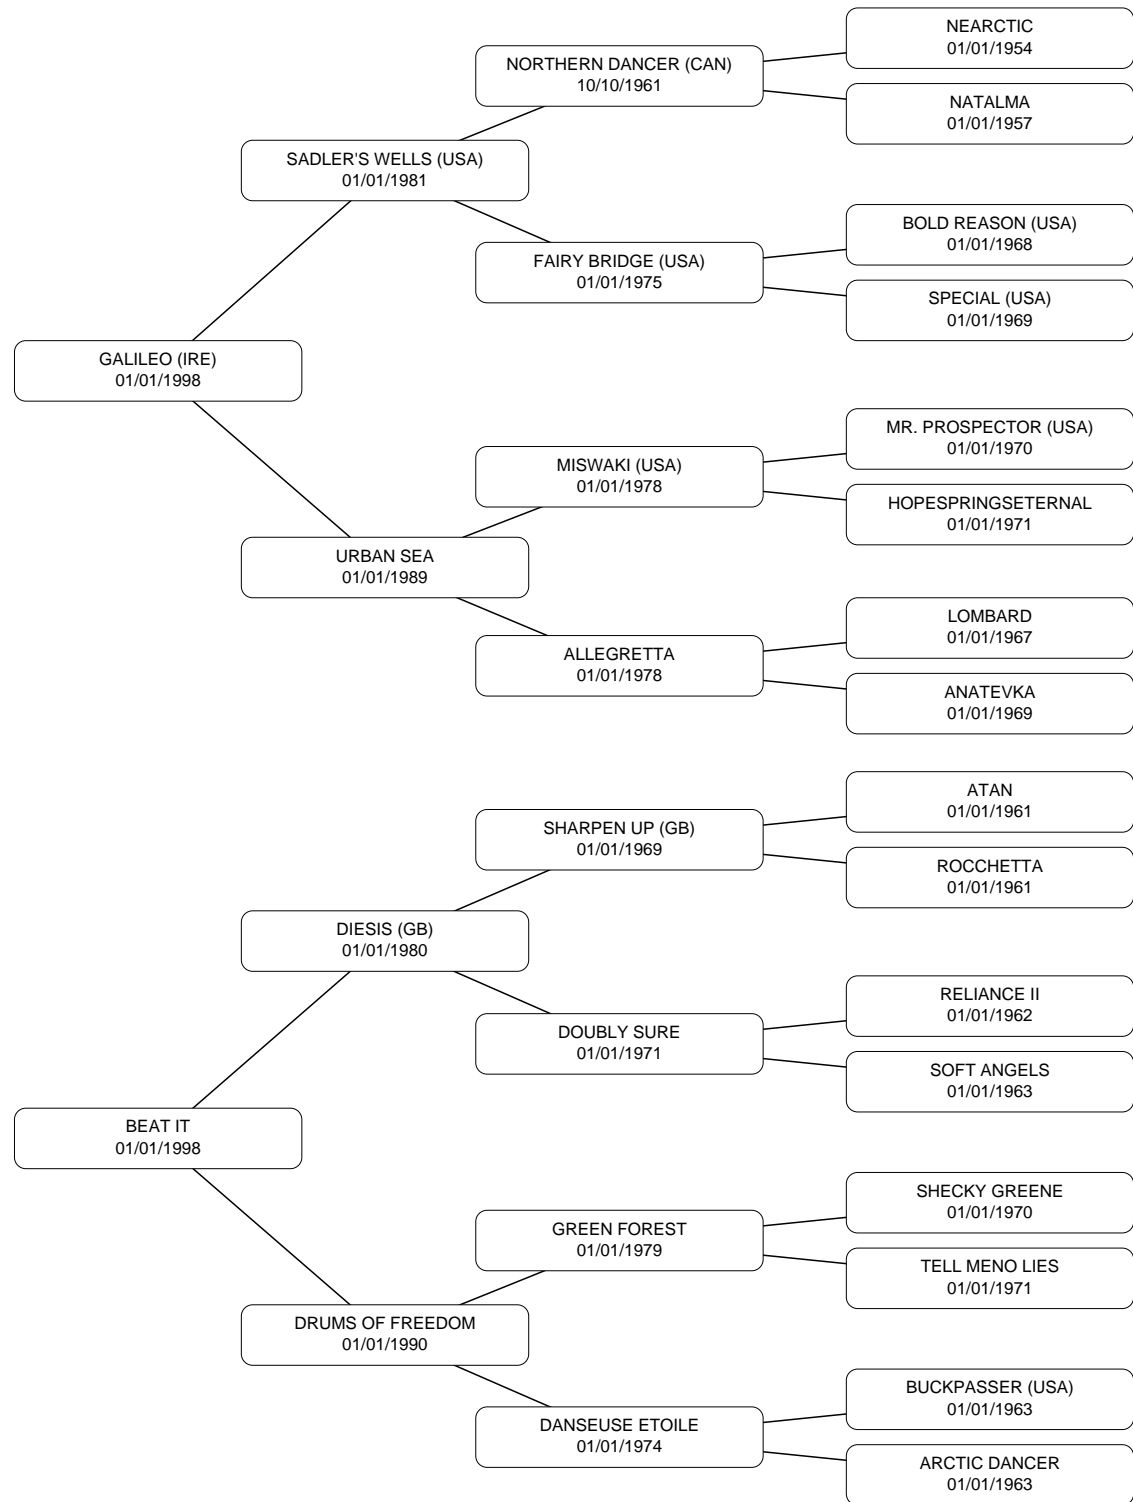 NEARCTIC
01/01/1954
NORTHERN DANCER (CAN)
10/10/1961
NATALMA
01/01/1957
SADLER'S WELLS (USA)
01/01/1981
BOLD REASON (USA)
01/01/1968
FAIRY BRIDGE (USA)
01/01/1975
SPECIAL (USA)
01/01/1969
GALILEO (IRE)
01/01/1998
MR. PROSPECTOR (USA)
01/01/1970
MISWAKI (USA)
01/01/1978
HOPESPRINGSETERNAL
01/01/1971
URBAN SEA
01/01/1989
LOMBARD
01/01/1967
ALLEGRETTA
01/01/1978
ANATEVKA
01/01/1969
ATAN
01/01/1961
SHARPEN UP (GB)
01/01/1969
ROCCHETTA
01/01/1961
DIESIS (GB)
01/01/1980
RELIANCE II
01/01/1962
DOUBLY SURE
01/01/1971
SOFT ANGELS
01/01/1963
BEAT IT
01/01/1998
SHECKY GREENE
01/01/1970
GREEN FOREST
01/01/1979
TELL MENO LIES
01/01/1971
DRUMS OF FREEDOM
01/01/1990
BUCKPASSER (USA)
01/01/1963
DANSEUSE ETOILE
01/01/1974
ARCTIC DANCER
01/01/1963